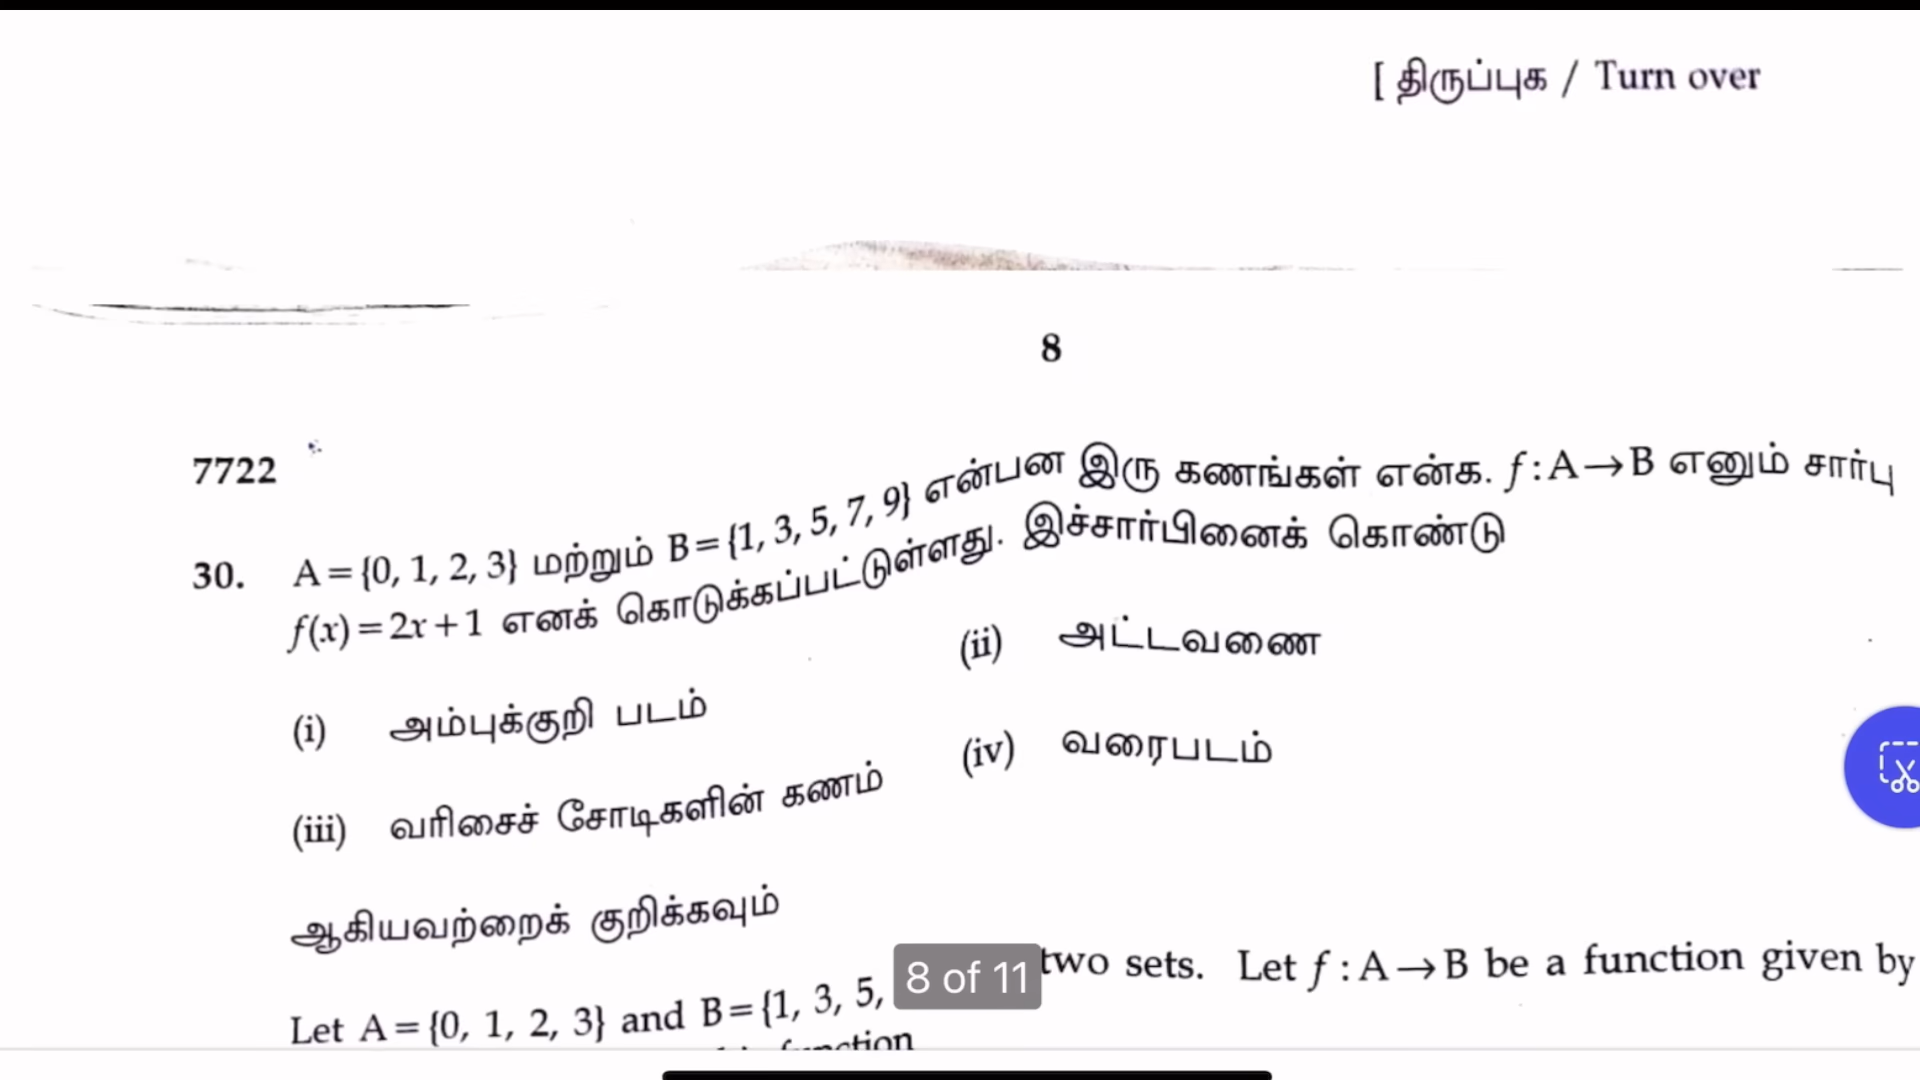 [ திருப்புக / Turn over
8
7722
30. A = {0, 1, 2, 3} மற்றும் B = {1, 3, 5, 7, 9} என்பன இரு கணங்கள் என்க. f : A → B எனும் சார்பு
f(x) = 2x + 1 எனக் கொடுக்கப்பட்டுள்ளது. இச்சார்பினைக் கொண்டு
(i) அம்புக்குறி படம் (ii) அட்டவணை
(iii) வரிசைச் சோடிகளின் கணம் (iv) வரைபடம்
ஆகியவற்றைக் குறிக்கவும்
Let A = {0, 1, 2, 3} and B = {1, 3, 5, two sets. Let f : A → B be a function given by
function
8 of 11